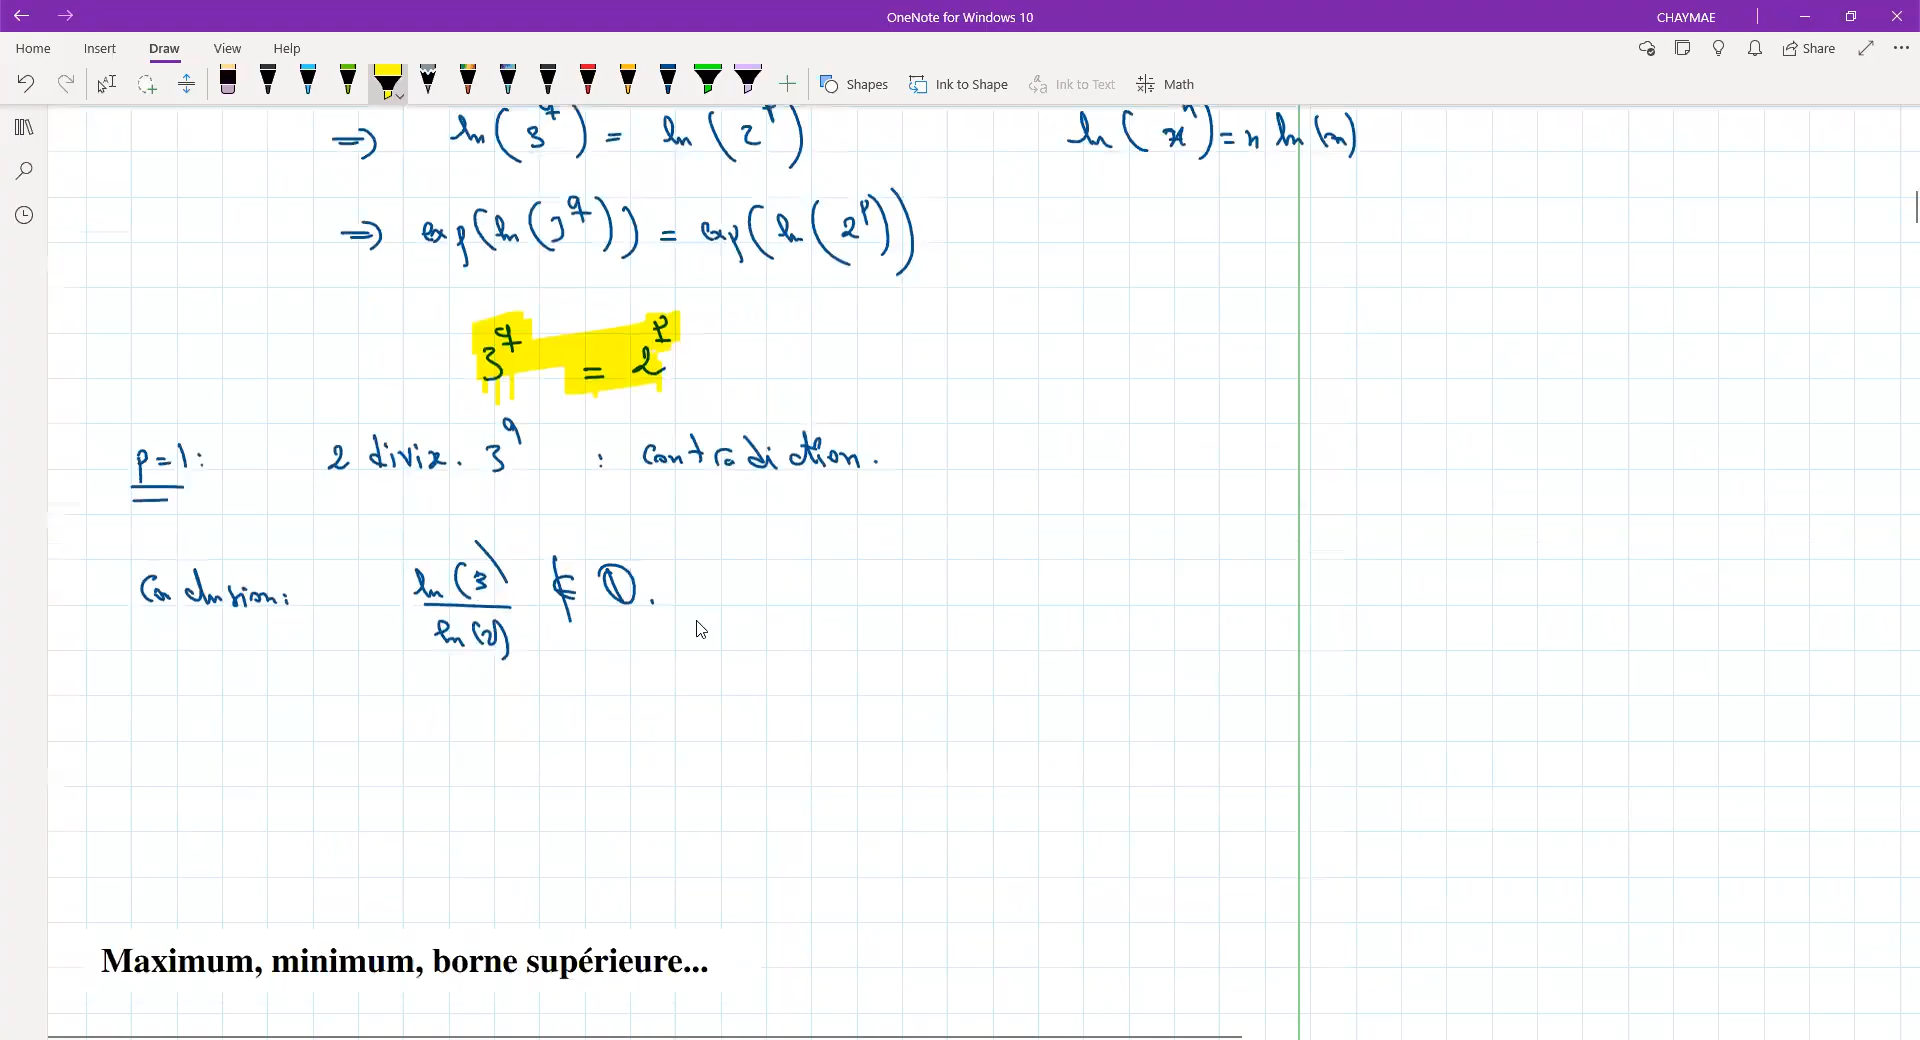 OneNote for Windows 10
CHAYMAE
Home Insert Draw View Help
Share
Shapes Ink to Shape Ink to Text Math
=> ln(3^q) = ln(2^p) ln(x^n) = n ln(x)
=> exp(ln(3^q)) = exp(ln(2^p))
3^q = 2^p
p=1: 2 divix. 3^q : contradiction.
Conclusion: ln(3)/ln(2) ∉ ℚ.
Maximum, minimum, borne supérieure...